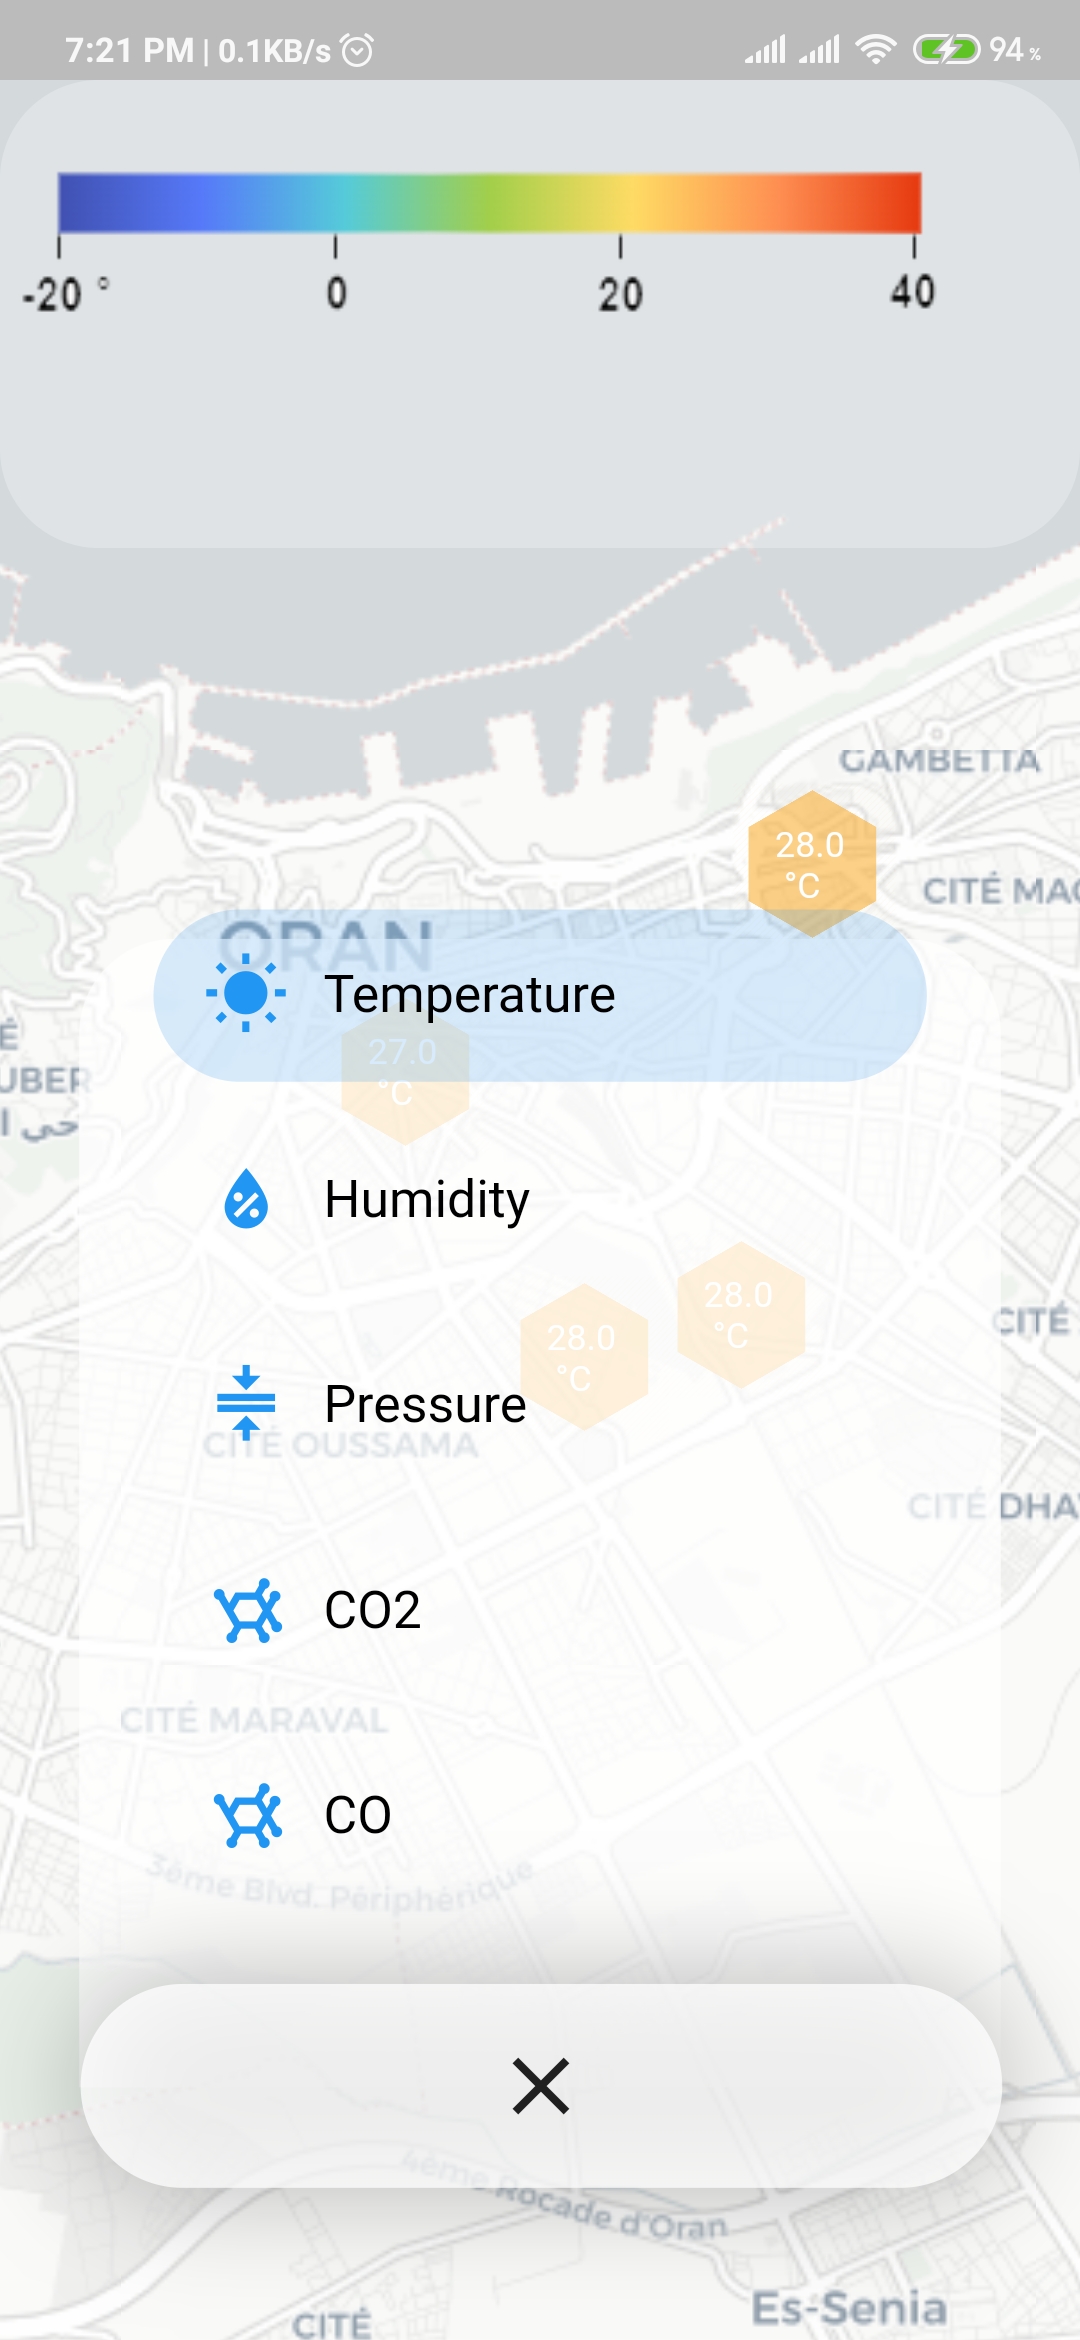 7:21 PM | 0.1KB/s
94 %
-20 ° 0 20 40
GAMBETTA
28.0
°C
CITÉ MAC
ORAN
Temperature
27.0
°C
É
UBER
حي ا
Humidity
28.0
°C
CITÉ
28.0
°C
Pressure
CITÉ OUSSAMA
CITÉ DHA
CO2
CITÉ MARAVAL
CO
3ème Blvd. Périphérique
4ème Rocade d'Oran
Es-Senia
CITÉ